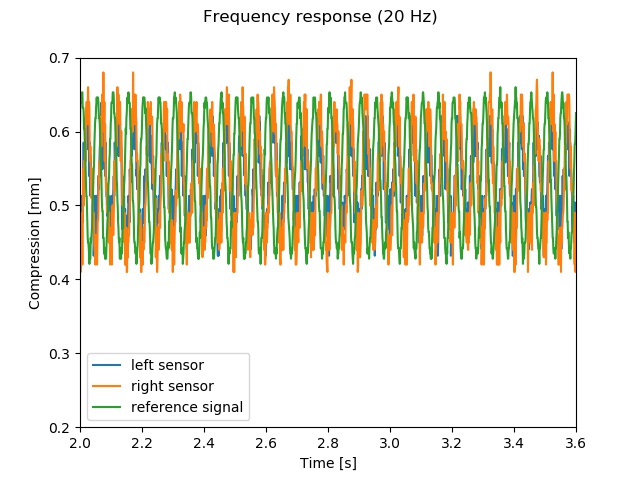 Frequency response (20 Hz)
0.7
0.6
0.5
0.4
0.3
0.2
Compression [mm]
left sensor
right sensor
reference signal
2.0 2.2 2.4 2.6 2.8 3.0 3.2 3.4 3.6
Time [s]